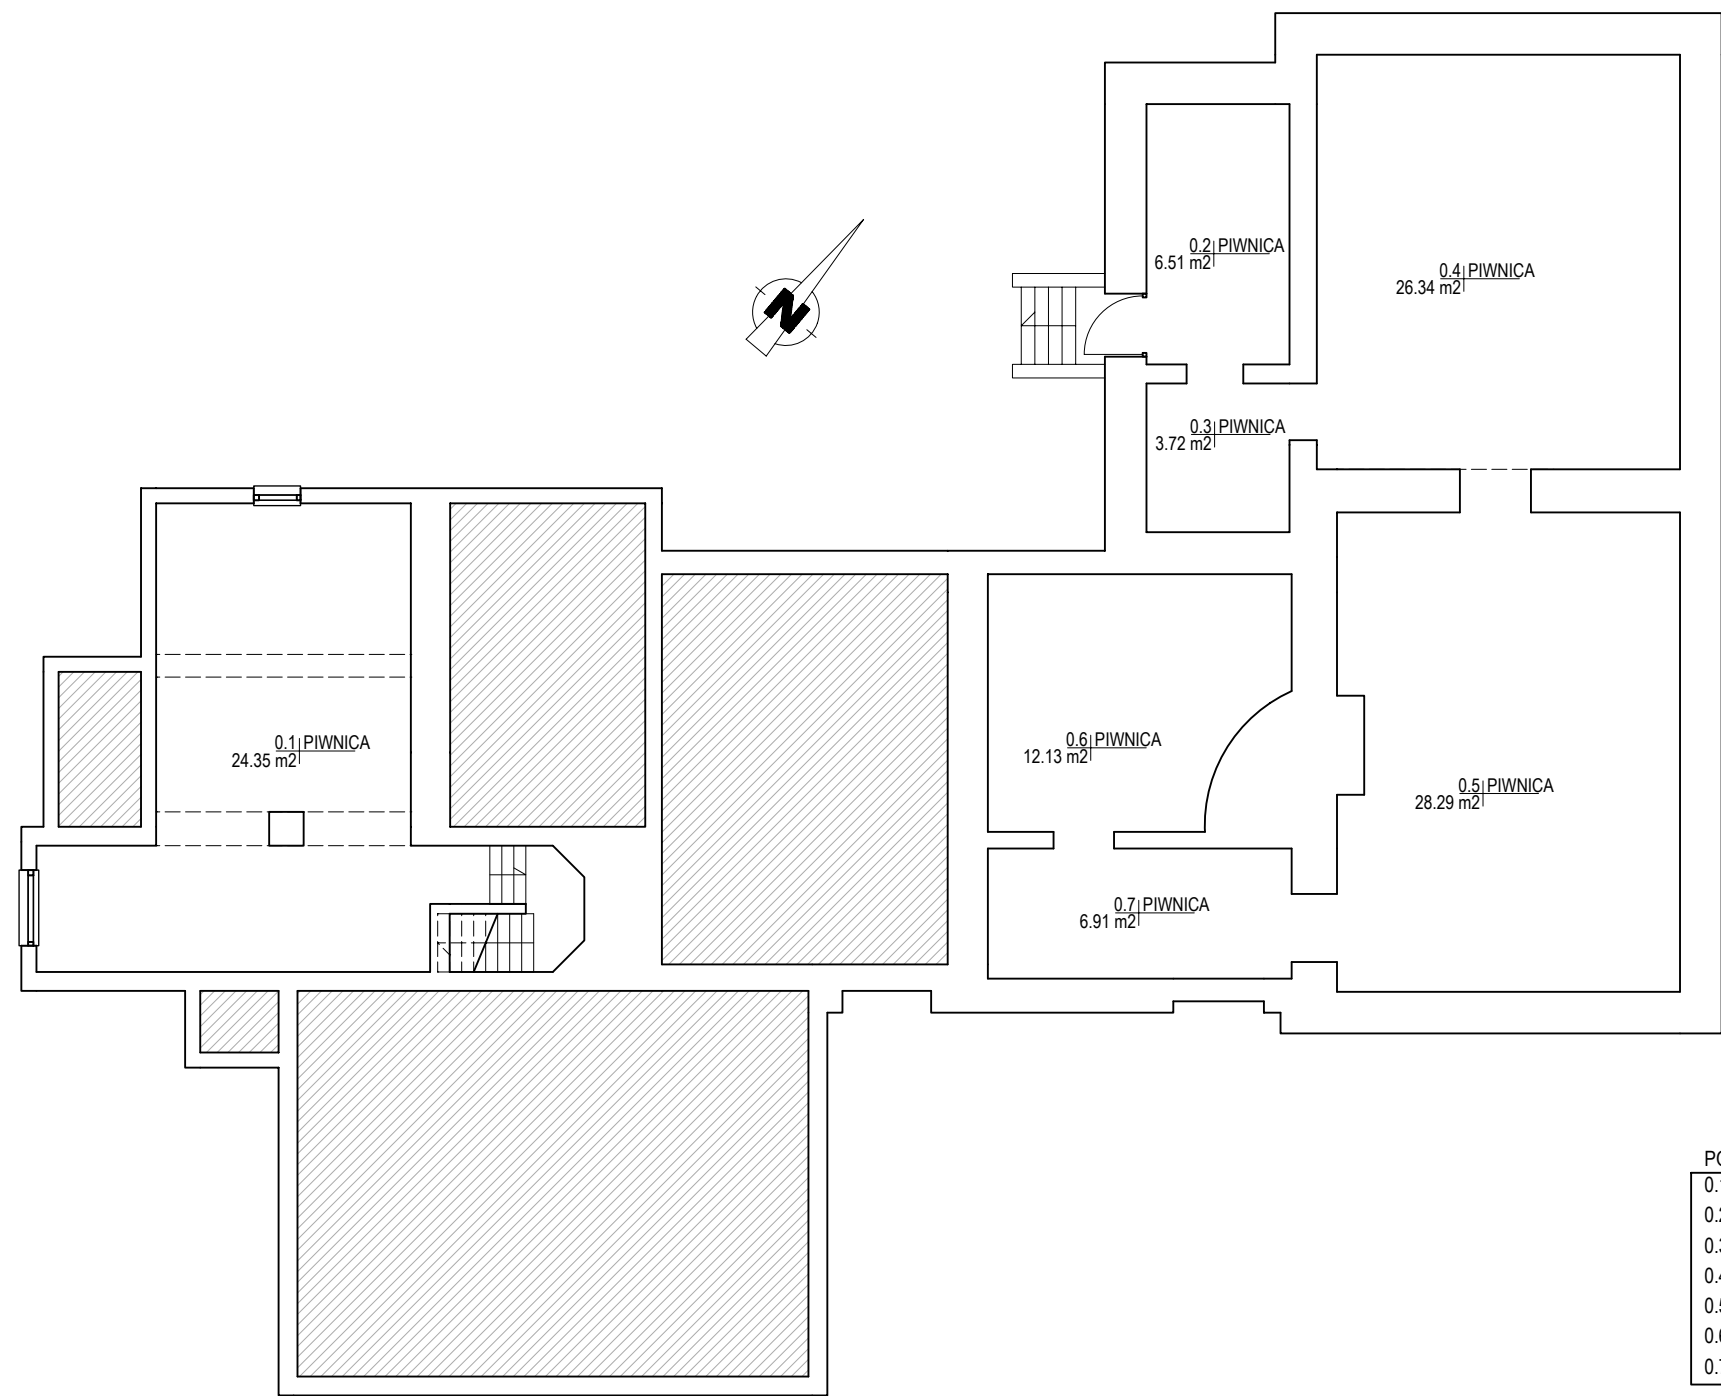 0.2 PIWNICA
6.51 m2
0.4 PIWNICA
26.34 m2
N
0.3 PIWNICA
3.72 m2
0.1 PIWNICA
24.35 m2
0.6 PIWNICA
12.13 m2
0.5 PIWNICA
28.29 m2
0.7 PIWNICA
6.91 m2